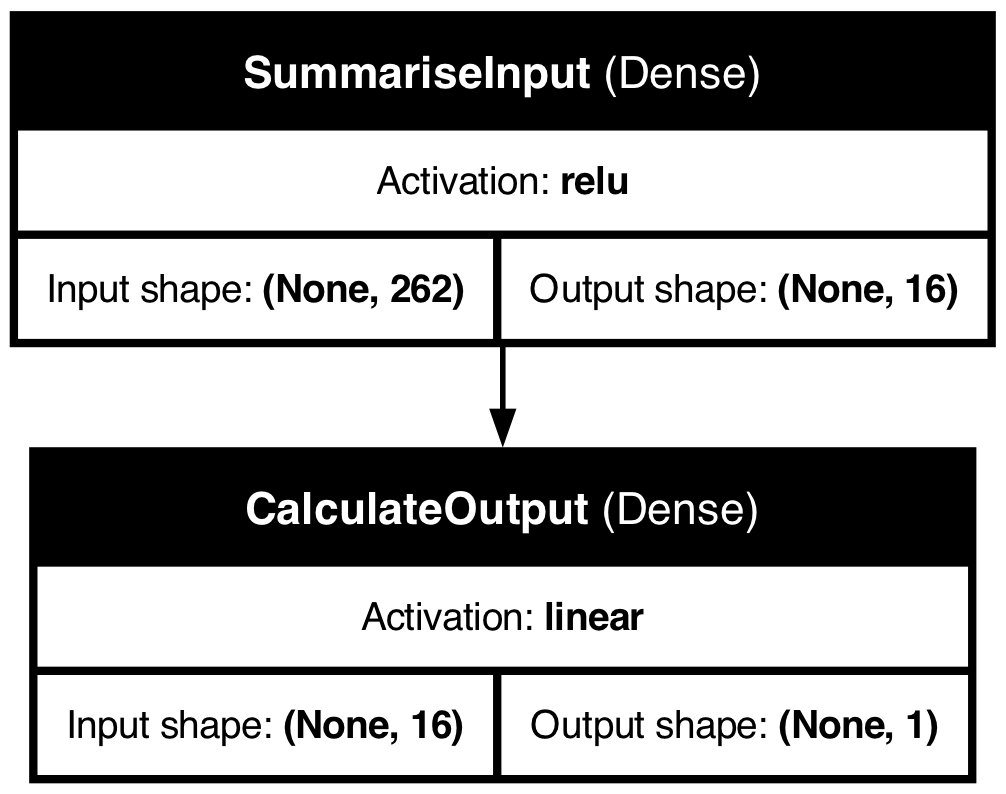 SummariseInput (Dense)
Activation: relu
Input shape: (None, 262)
Output shape: (None, 16)
CalculateOutput (Dense)
Activation: linear
Input shape: (None, 16)
Output shape: (None, 1)